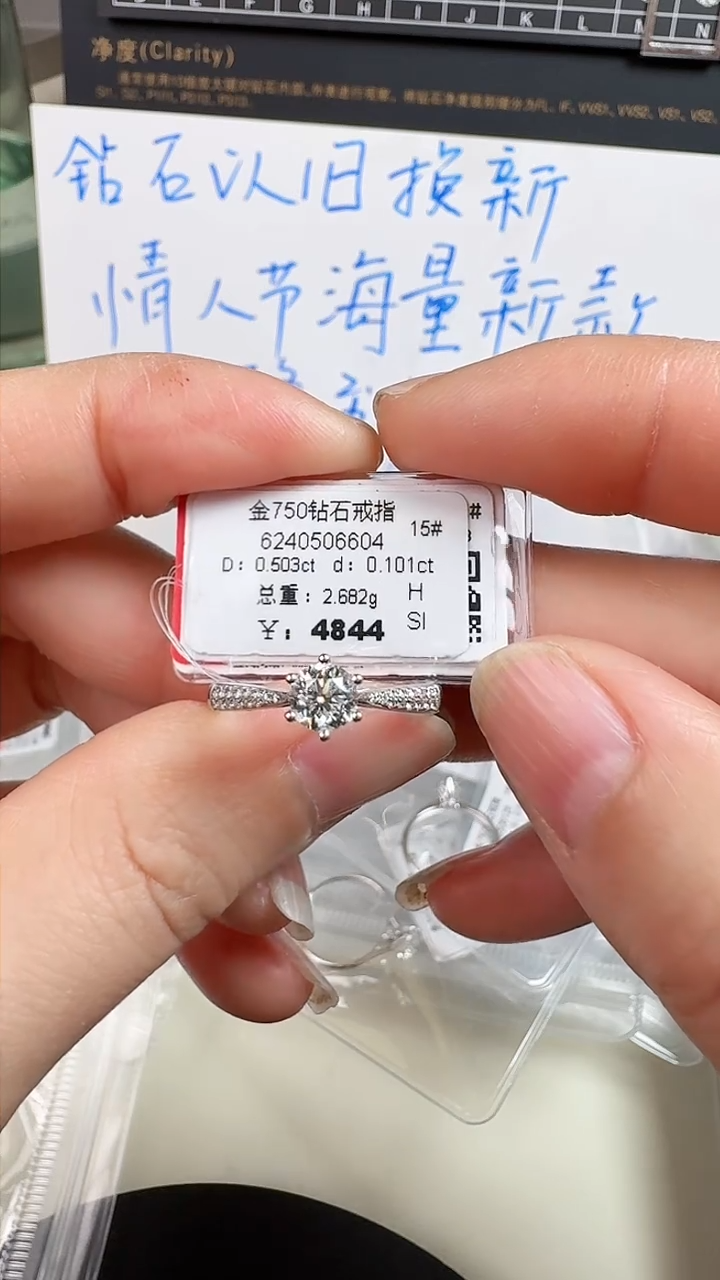 E F G H I J K L M N
净度(Clarity)
钻石以旧换新
情人节海量新款
金750钻石戒指
15#
6240506604
D: 0.503ct d: 0.101ct
总重: 2.682g
H
¥: 4844
SI
#